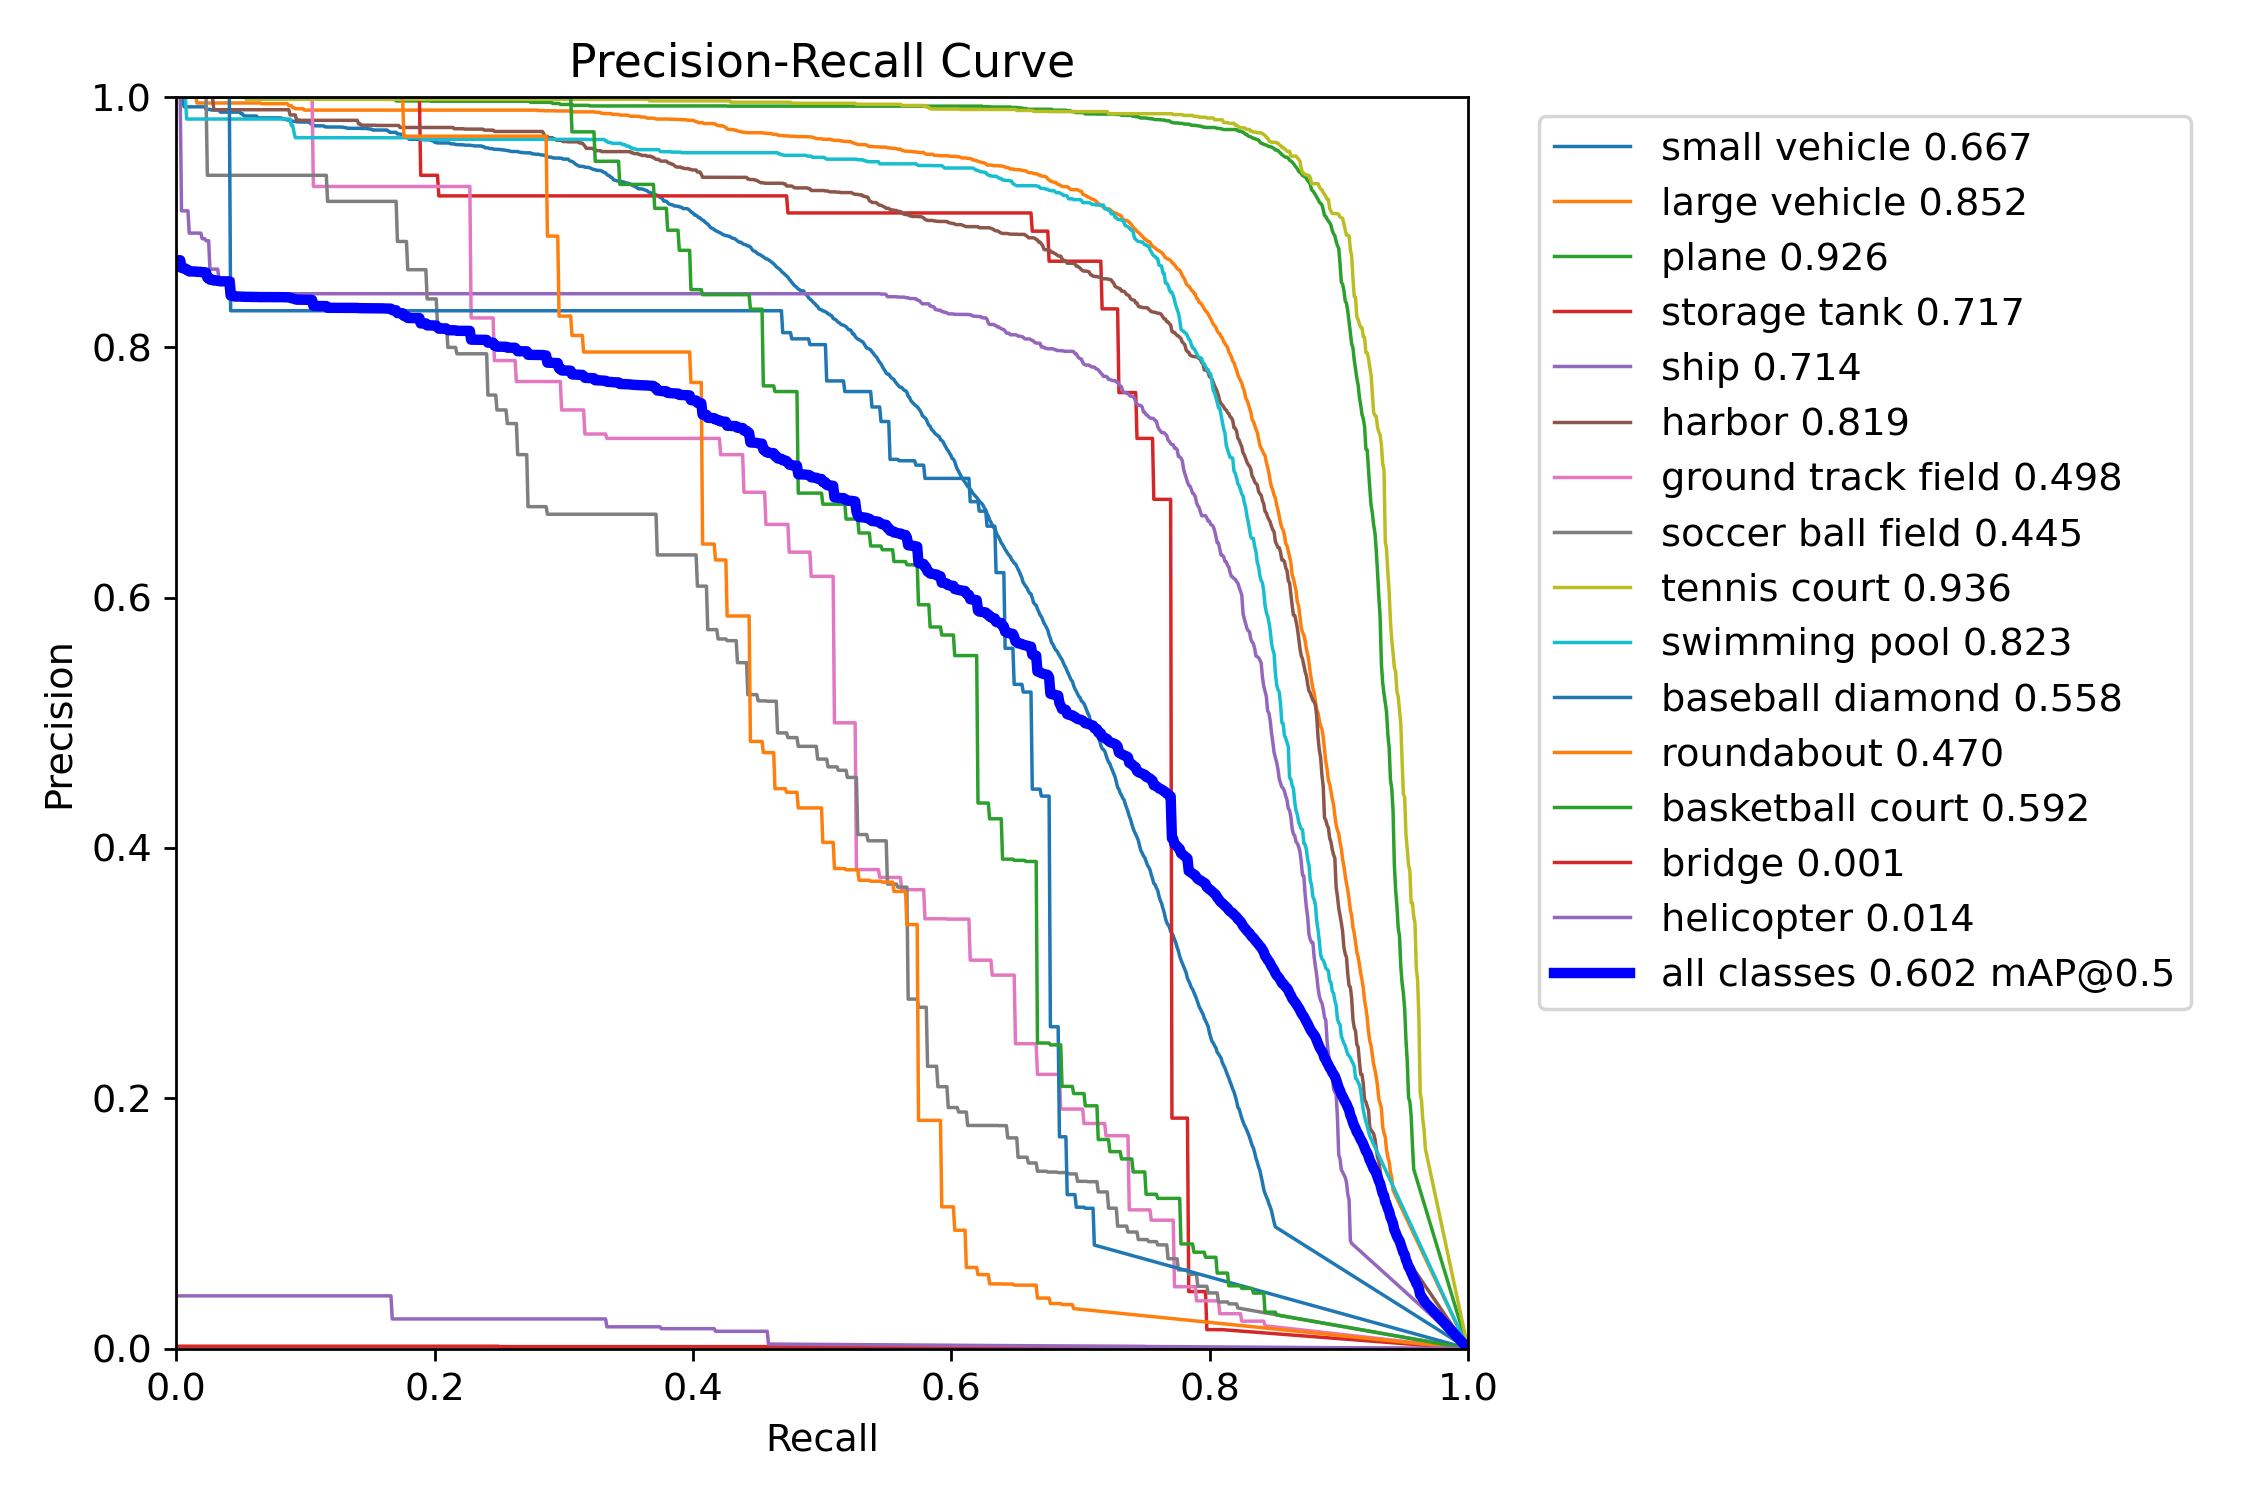 Precision-Recall Curve
1.0
0.8
0.6
0.4
0.2
0.0
Precision
0.0 0.2 0.4 0.6 0.8 1.0
Recall
small vehicle 0.667
large vehicle 0.852
plane 0.926
storage tank 0.717
ship 0.714
harbor 0.819
ground track field 0.498
soccer ball field 0.445
tennis court 0.936
swimming pool 0.823
baseball diamond 0.558
roundabout 0.470
basketball court 0.592
bridge 0.001
helicopter 0.014
all classes 0.602 mAP@0.5